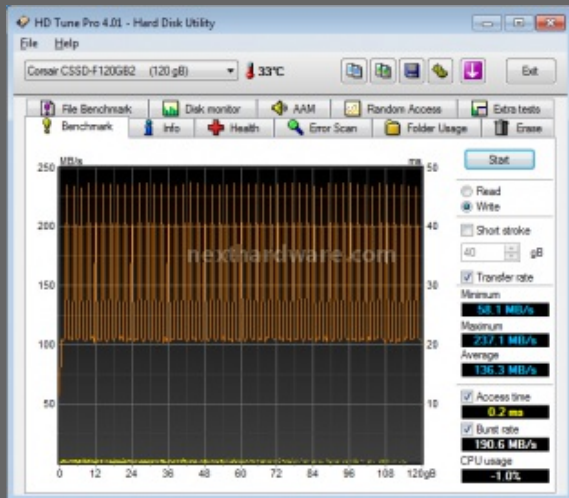 HD Tune Pro 4.01 - Hard Disk Utility
File Help
Corsair CSSD-F120GB2 (120 gB) 33°C Exit
File Benchmark Disk monitor AAM Random Access Extra tests
Benchmark Info Health Error Scan Folder Usage Erase
MB/s ms
250 50
200 40
150 30
100 20
50 10
0 12 24 36 48 60 72 84 96 108 120gB
nexthardware.com
Start
Read
Write
Short stroke
40 gB
Transfer rate
Minimum
58.1 MB/s
Maximum
237.1 MB/s
Average
136.3 MB/s
Access time
0.2 ms
Burst rate
190.6 MB/s
CPU usage
-1.0%